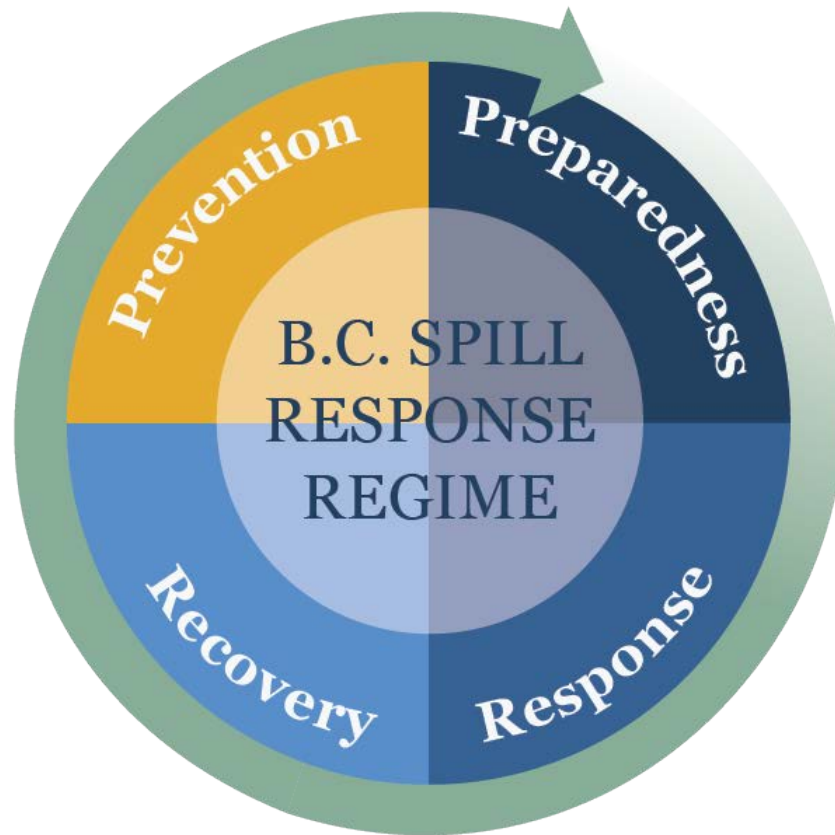 Prevention
Preparedness
B.C. SPILL
RESPONSE
REGIME
Recovery
Response